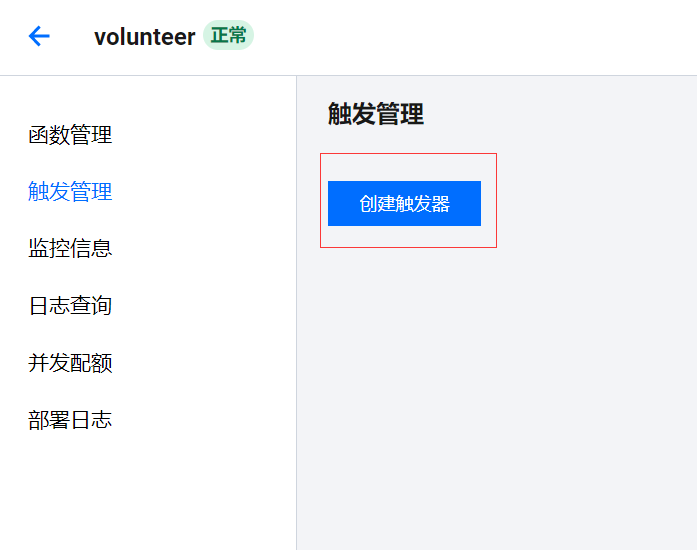 volunteer 正常
函数管理
触发管理
监控信息
日志查询
并发配额
部署日志
触发管理
创建触发器